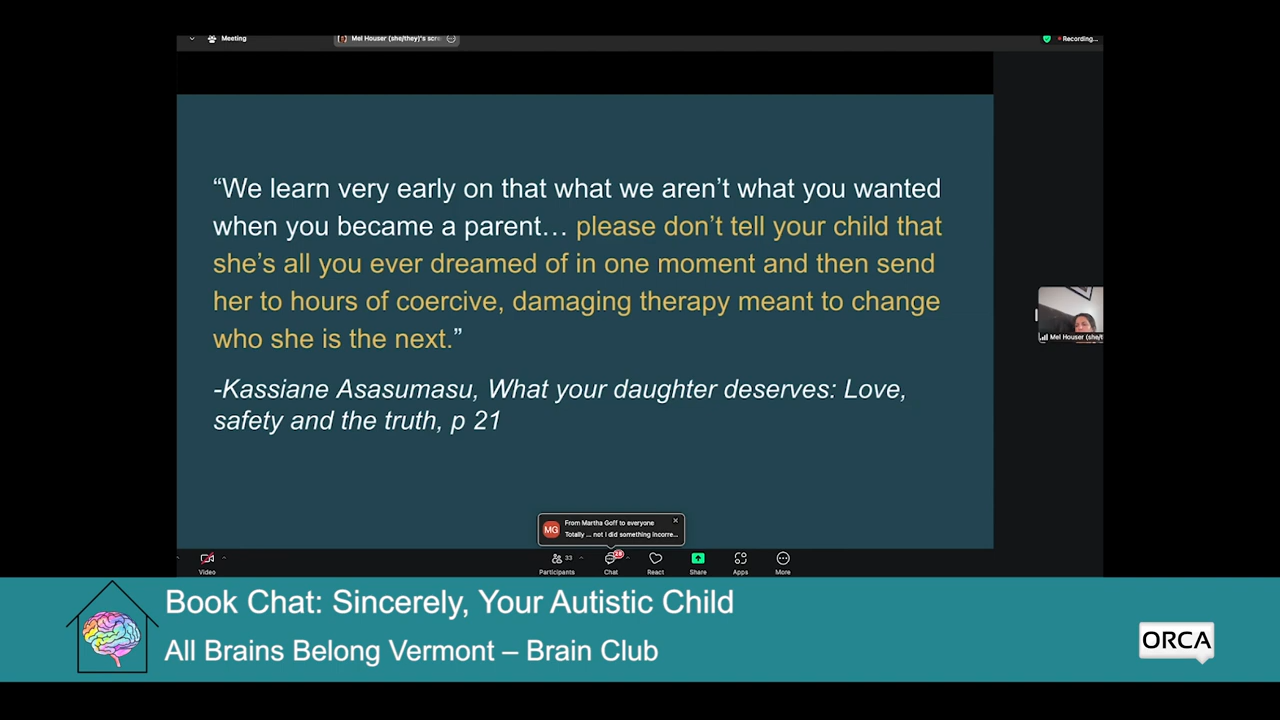 Meeting
Mel Houser (she/they)'s scre
Recording...
“We learn very early on that what we aren’t what you wanted
when you became a parent… please don’t tell your child that
she’s all you ever dreamed of in one moment and then send
her to hours of coercive, damaging therapy meant to change
who she is the next.”
-Kassiane Asasumasu, What your daughter deserves: Love,
safety and the truth, p 21
Mel Houser (she/th
MG
From Martha Goff to everyone
Totally ... not I did something incorre...
33
28
Video
Participants
Chat
React
Share
Apps
More
Book Chat: Sincerely, Your Autistic Child
All Brains Belong Vermont – Brain Club
ORCA